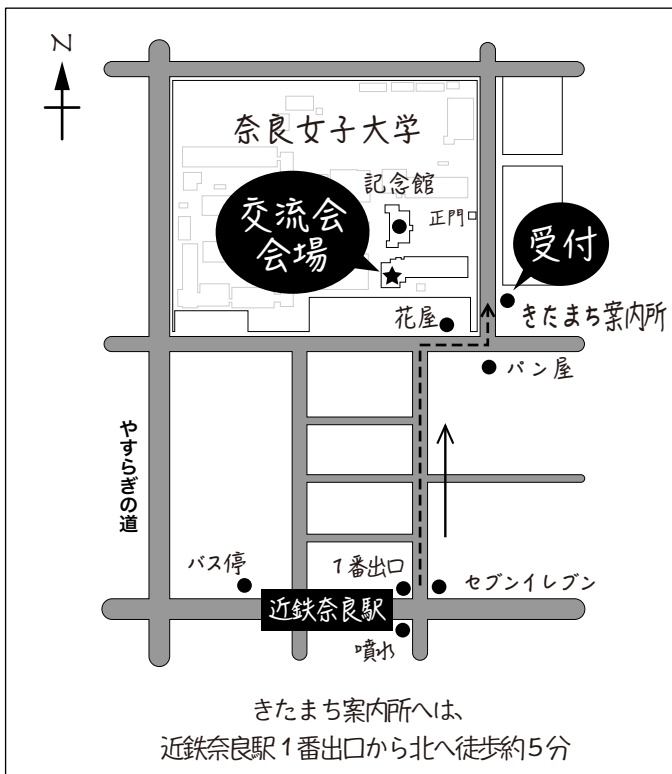 N
奈良女子大学
記念館
交流会
会場
正門
受付
花屋
きたまち案内所
パン屋
やすらぎの道
バス停
1番出口
セブンイレブン
近鉄奈良駅
噴水
きたまち案内所へは、
近鉄奈良駅1番出口から北へ徒歩約5分